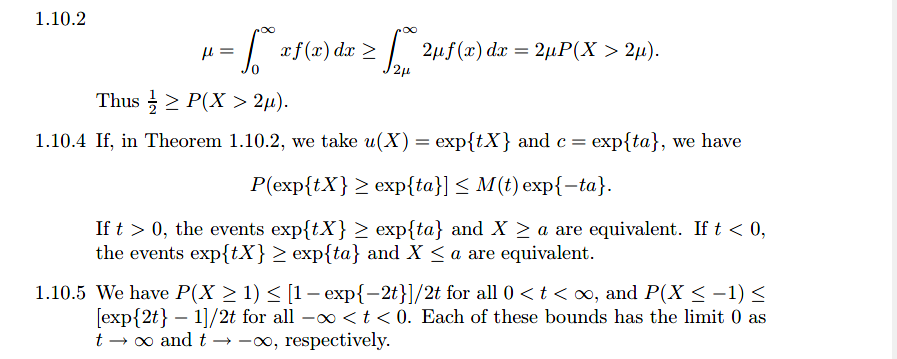 1.10.2
μ = ∫₀^∞ xf(x) dx ≥ ∫_{2μ}^∞ 2μf(x) dx = 2μP(X > 2μ).
Thus ½ ≥ P(X > 2μ).
1.10.4 If, in Theorem 1.10.2, we take u(X) = exp{tX} and c = exp{ta}, we have
P(exp{tX} ≥ exp{ta}] ≤ M(t) exp{−ta}.
If t > 0, the events exp{tX} ≥ exp{ta} and X ≥ a are equivalent. If t < 0,
the events exp{tX} ≥ exp{ta} and X ≤ a are equivalent.
1.10.5 We have P(X ≥ 1) ≤ [1 − exp{−2t}]/2t for all 0 < t < ∞, and P(X ≤ −1) ≤
[exp{2t} − 1]/2t for all −∞ < t < 0. Each of these bounds has the limit 0 as
t → ∞ and t → −∞, respectively.